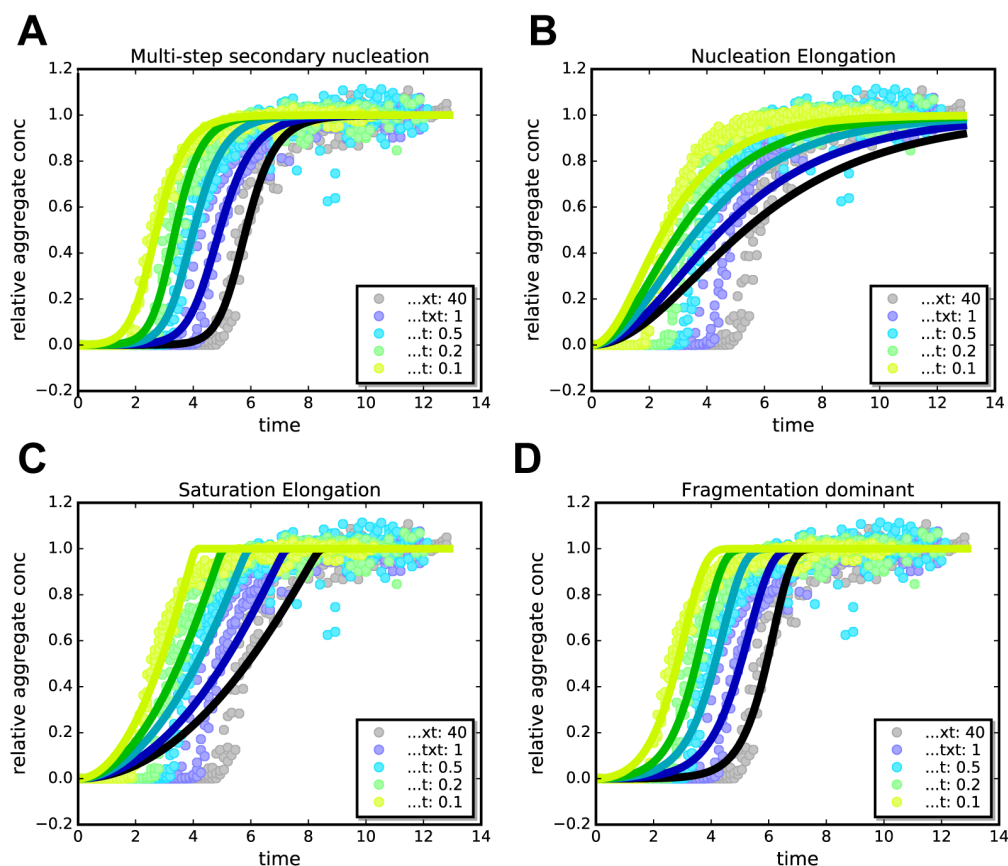 A
Multi-step secondary nucleation
1.2
1.0
0.8
0.6
0.4
0.2
0.0
−0.2
relative aggregate conc
0 2 4 6 8 10 12 14
time
...xt: 40
...txt: 1
...t: 0.5
...t: 0.2
...t: 0.1
B
Nucleation Elongation
1.2
1.0
0.8
0.6
0.4
0.2
0.0
−0.2
relative aggregate conc
0 2 4 6 8 10 12 14
time
...xt: 40
...txt: 1
...t: 0.5
...t: 0.2
...t: 0.1
C
Saturation Elongation
1.2
1.0
0.8
0.6
0.4
0.2
0.0
−0.2
relative aggregate conc
0 2 4 6 8 10 12 14
time
...xt: 40
...txt: 1
...t: 0.5
...t: 0.2
...t: 0.1
D
Fragmentation dominant
1.2
1.0
0.8
0.6
0.4
0.2
0.0
−0.2
relative aggregate conc
0 2 4 6 8 10 12 14
time
...xt: 40
...txt: 1
...t: 0.5
...t: 0.2
...t: 0.1